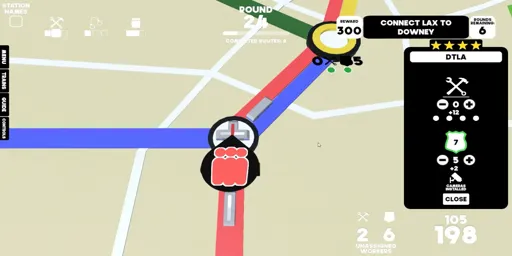 STATION
NAMES
ROUND
24
REWARD
300
CONNECT LAX TO
DOWNEY
ROUNDS
REMAINING
6
DTLA
0
+12
7
5
+2
CAMERAS
INSTALLED
CLOSE
MENU
TRAINS
GUIDE
CONTROLS
105
198
2 6
UNASSIGNED
WORKERS